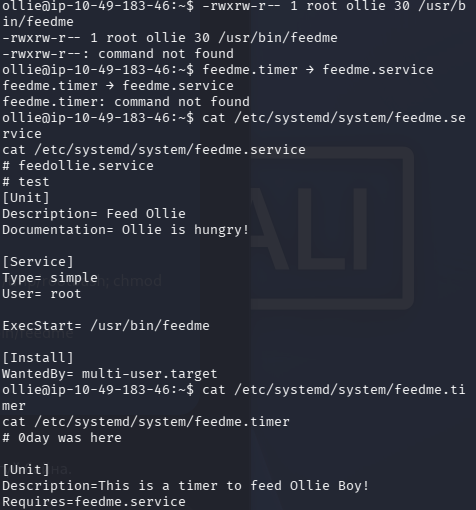 ollie@ip-10-49-183-46:~$ -rwxrw-r-- 1 root ollie 30 /usr/b
in/feedme
-rwxrw-r-- 1 root ollie 30 /usr/bin/feedme
-rwxrw-r--: command not found
ollie@ip-10-49-183-46:~$ feedme.timer → feedme.service
feedme.timer → feedme.service
feedme.timer: command not found
ollie@ip-10-49-183-46:~$ cat /etc/systemd/system/feedme.se
rvice
cat /etc/systemd/system/feedme.service
# feedollie.service
# test
[Unit]
Description= Feed Ollie
Documentation= Ollie is hungry!
[Service]
Type= simple
User= root
ExecStart= /usr/bin/feedme
[Install]
WantedBy= multi-user.target
ollie@ip-10-49-183-46:~$ cat /etc/systemd/system/feedme.ti
mer
cat /etc/systemd/system/feedme.timer
# 0day was here
[Unit]
Description=This is a timer to feed Ollie Boy!
Requires=feedme.service
ALI
chmod